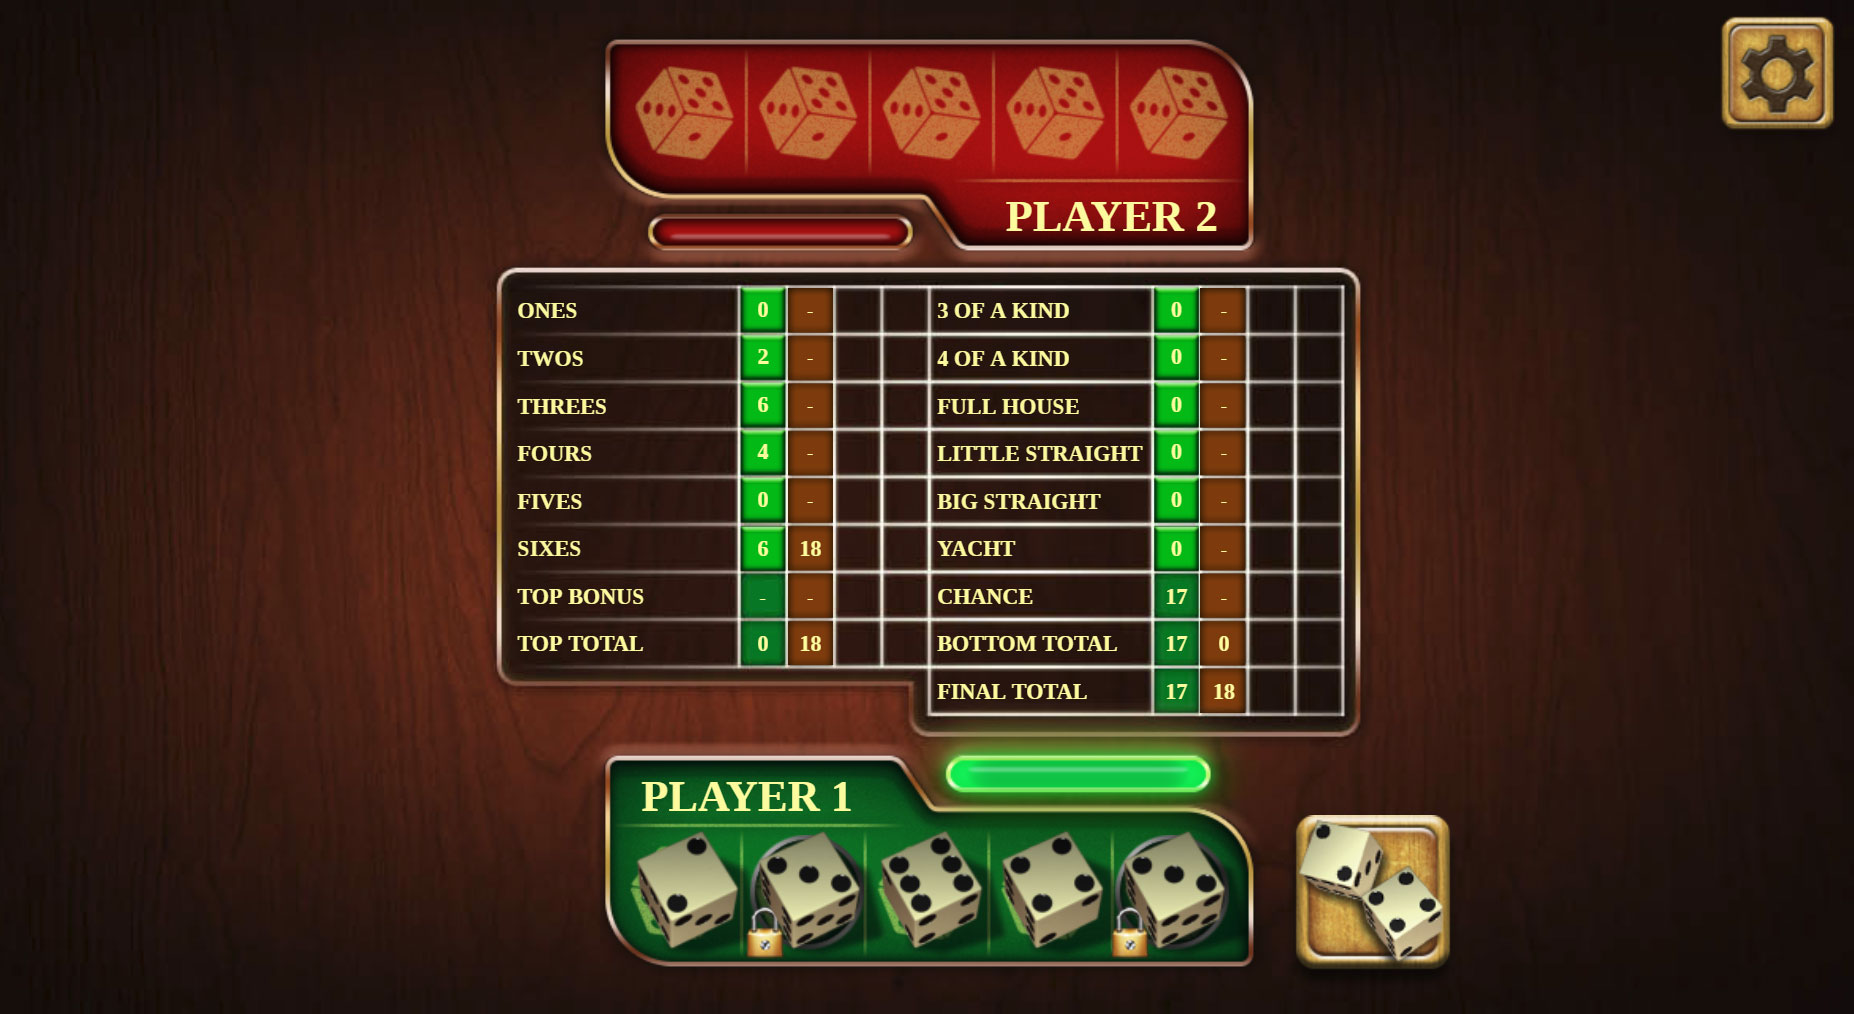 PLAYER 2
ONES 0 - 3 OF A KIND 0 -
TWOS 2 - 4 OF A KIND 0 -
THREES 6 - FULL HOUSE 0 -
FOURS 4 - LITTLE STRAIGHT 0 -
FIVES 0 - BIG STRAIGHT 0 -
SIXES 6 18 YACHT 0 -
TOP BONUS - - CHANCE 17 -
TOP TOTAL 0 18 BOTTOM TOTAL 17 0
FINAL TOTAL 17 18
PLAYER 1